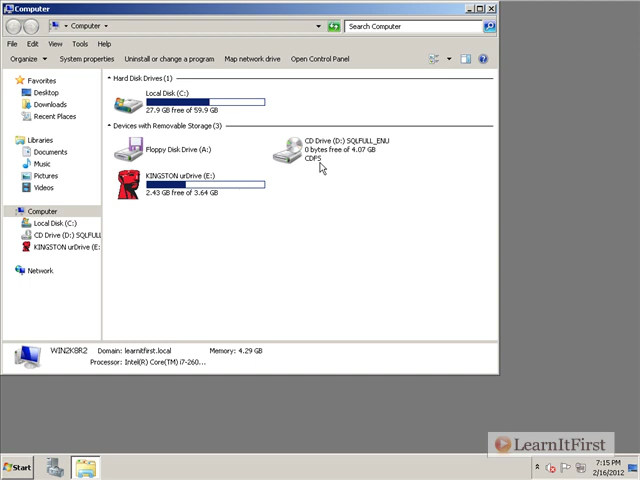 Computer
Computer
Search Computer
File Edit View Tools Help
Organize System properties Uninstall or change a program Map network drive Open Control Panel
Favorites
Desktop
Downloads
Recent Places
Libraries
Documents
Music
Pictures
Videos
Computer
Local Disk (C:)
CD Drive (D:) SQLFULL
KINGSTON urDrive (E:)
Network
Hard Disk Drives (1)
Local Disk (C:)
27.9 GB free of 59.9 GB
Devices with Removable Storage (3)
Floppy Disk Drive (A:)
CD Drive (D:) SQLFULL_ENU
0 bytes free of 4.07 GB
CDFS
KINGSTON urDrive (E:)
2.43 GB free of 3.64 GB
WIN2K8R2 Domain: learnitfirst.local Memory: 4.29 GB
Processor: Intel(R) Core(TM) i7-260...
LearnItFirst
Start
7:15 PM
2/16/2012